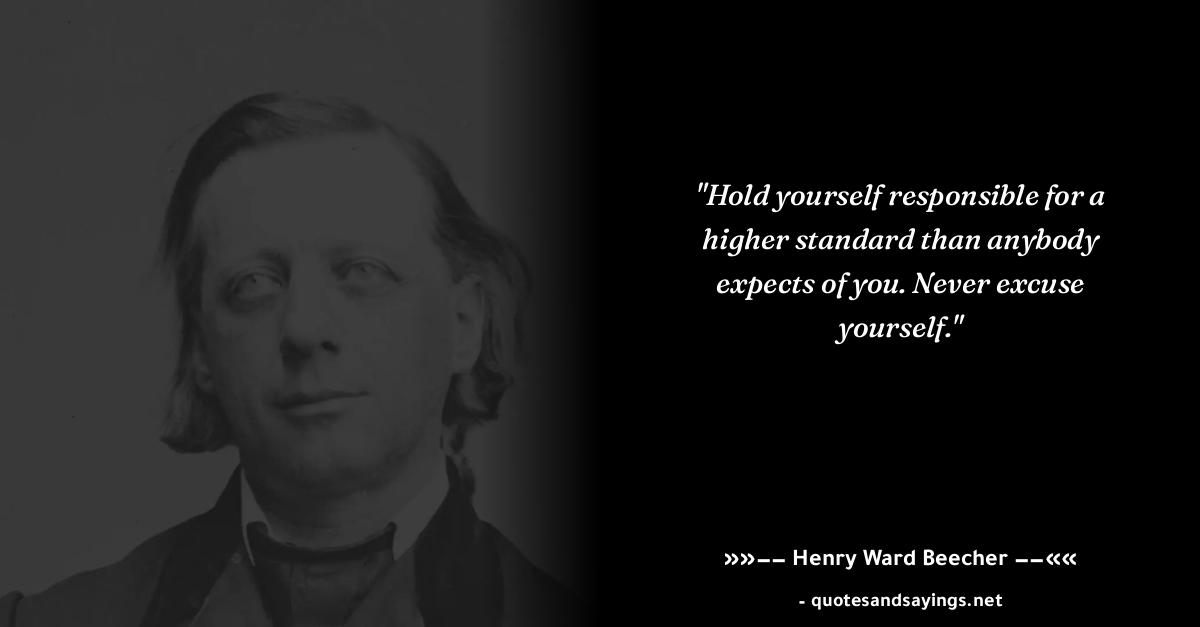 "Hold yourself responsible for a
higher standard than anybody
expects of you. Never excuse
yourself."
»»−− Henry Ward Beecher −−««
- quotesandsayings.net